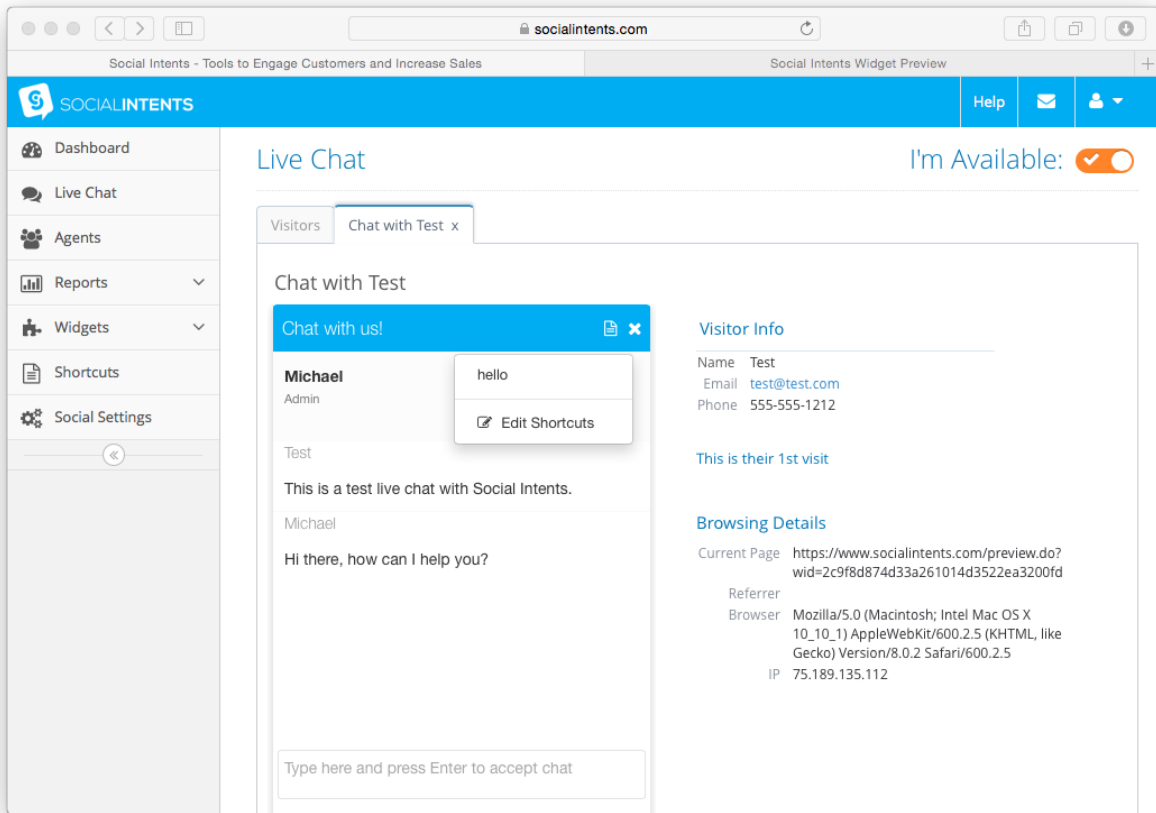 socialintents.com
Social Intents - Tools to Engage Customers and Increase Sales
Social Intents Widget Preview
SOCIALINTENTS
Help
Dashboard
Live Chat
Agents
Reports
Widgets
Shortcuts
Social Settings
Live Chat
I'm Available:
Visitors
Chat with Test x
Chat with Test
Chat with us!
Michael
Admin
hello
Edit Shortcuts
Test
This is a test live chat with Social Intents.
Michael
Hi there, how can I help you?
Type here and press Enter to accept chat
Visitor Info
Name Test
Email test@test.com
Phone 555-555-1212
This is their 1st visit
Browsing Details
Current Page https://www.socialintents.com/preview.do?
wid=2c9f8d874d33a261014d3522ea3200fd
Referrer
Browser Mozilla/5.0 (Macintosh; Intel Mac OS X
10_10_1) AppleWebKit/600.2.5 (KHTML, like
Gecko) Version/8.0.2 Safari/600.2.5
IP 75.189.135.112